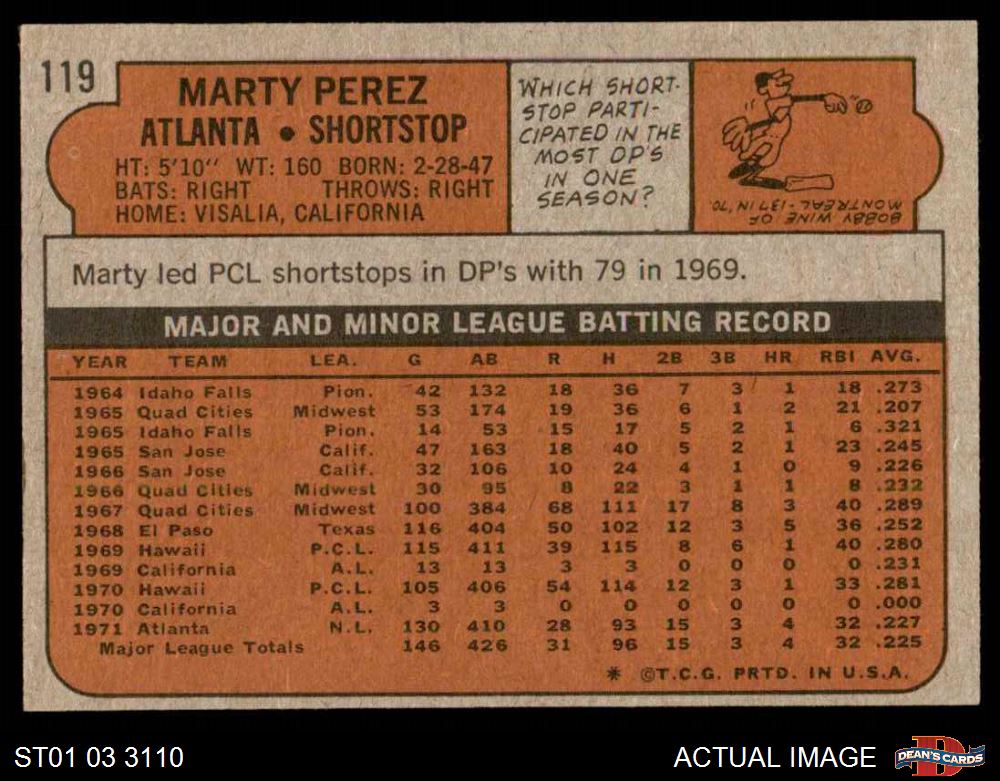 119
MARTY PEREZ
ATLANTA • SHORTSTOP
HT: 5'10" WT: 160 BORN: 2-28-47
BATS: RIGHT THROWS: RIGHT
HOME: VISALIA, CALIFORNIA
WHICH SHORT-
STOP PARTI-
CIPATED IN THE
MOST DP'S
IN ONE
SEASON?
BOBBY WINE OF
MONTREAL - 137 IN '70.
Marty led PCL shortstops in DP's with 79 in 1969.
MAJOR AND MINOR LEAGUE BATTING RECORD
YEAR TEAM LEA. G AB R H 2B 3B HR RBI AVG.
1964 Idaho Falls Pion. 42 132 18 36 7 3 1 18 .273
1965 Quad Cities Midwest 53 174 19 36 6 1 2 21 .207
1965 Idaho Falls Pion. 14 53 15 17 5 2 1 6 .321
1965 San Jose Calif. 47 163 18 40 5 2 1 23 .245
1966 San Jose Calif. 32 106 10 24 4 1 0 9 .226
1966 Quad Cities Midwest 30 95 8 22 3 1 1 8 .232
1967 Quad Cities Midwest 100 384 68 111 17 8 3 40 .289
1968 El Paso Texas 116 404 50 102 12 3 5 36 .252
1969 Hawaii P.C.L. 115 411 39 115 8 6 1 40 .280
1969 California A.L. 13 13 3 3 0 0 0 0 .231
1970 Hawaii P.C.L. 105 406 54 114 12 3 1 33 .281
1970 California A.L. 3 3 0 0 0 0 0 0 .000
1971 Atlanta N.L. 130 410 28 93 15 3 4 32 .227
Major League Totals 146 426 31 96 15 3 4 32 .225
* ©T.C.G. PRTD. IN U.S.A.
ST01 03 3110
ACTUAL IMAGE
D
DEAN'S CARDS